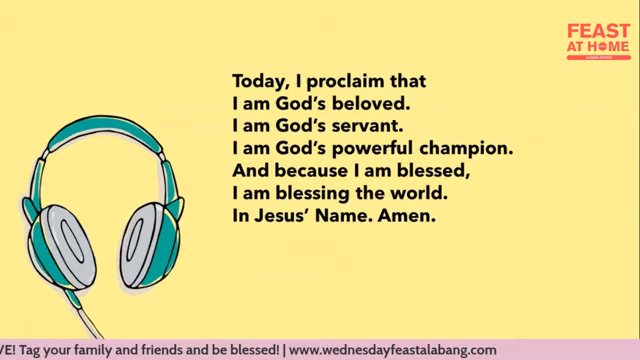 FEAST
AT HOME
Today, I proclaim that
I am God's beloved.
I am God's servant.
I am God's powerful champion.
And because I am blessed,
I am blessing the world.
In Jesus' Name. Amen.
VE! Tag your family and friends and be blessed! | www.wednesdayfeastalabang.com